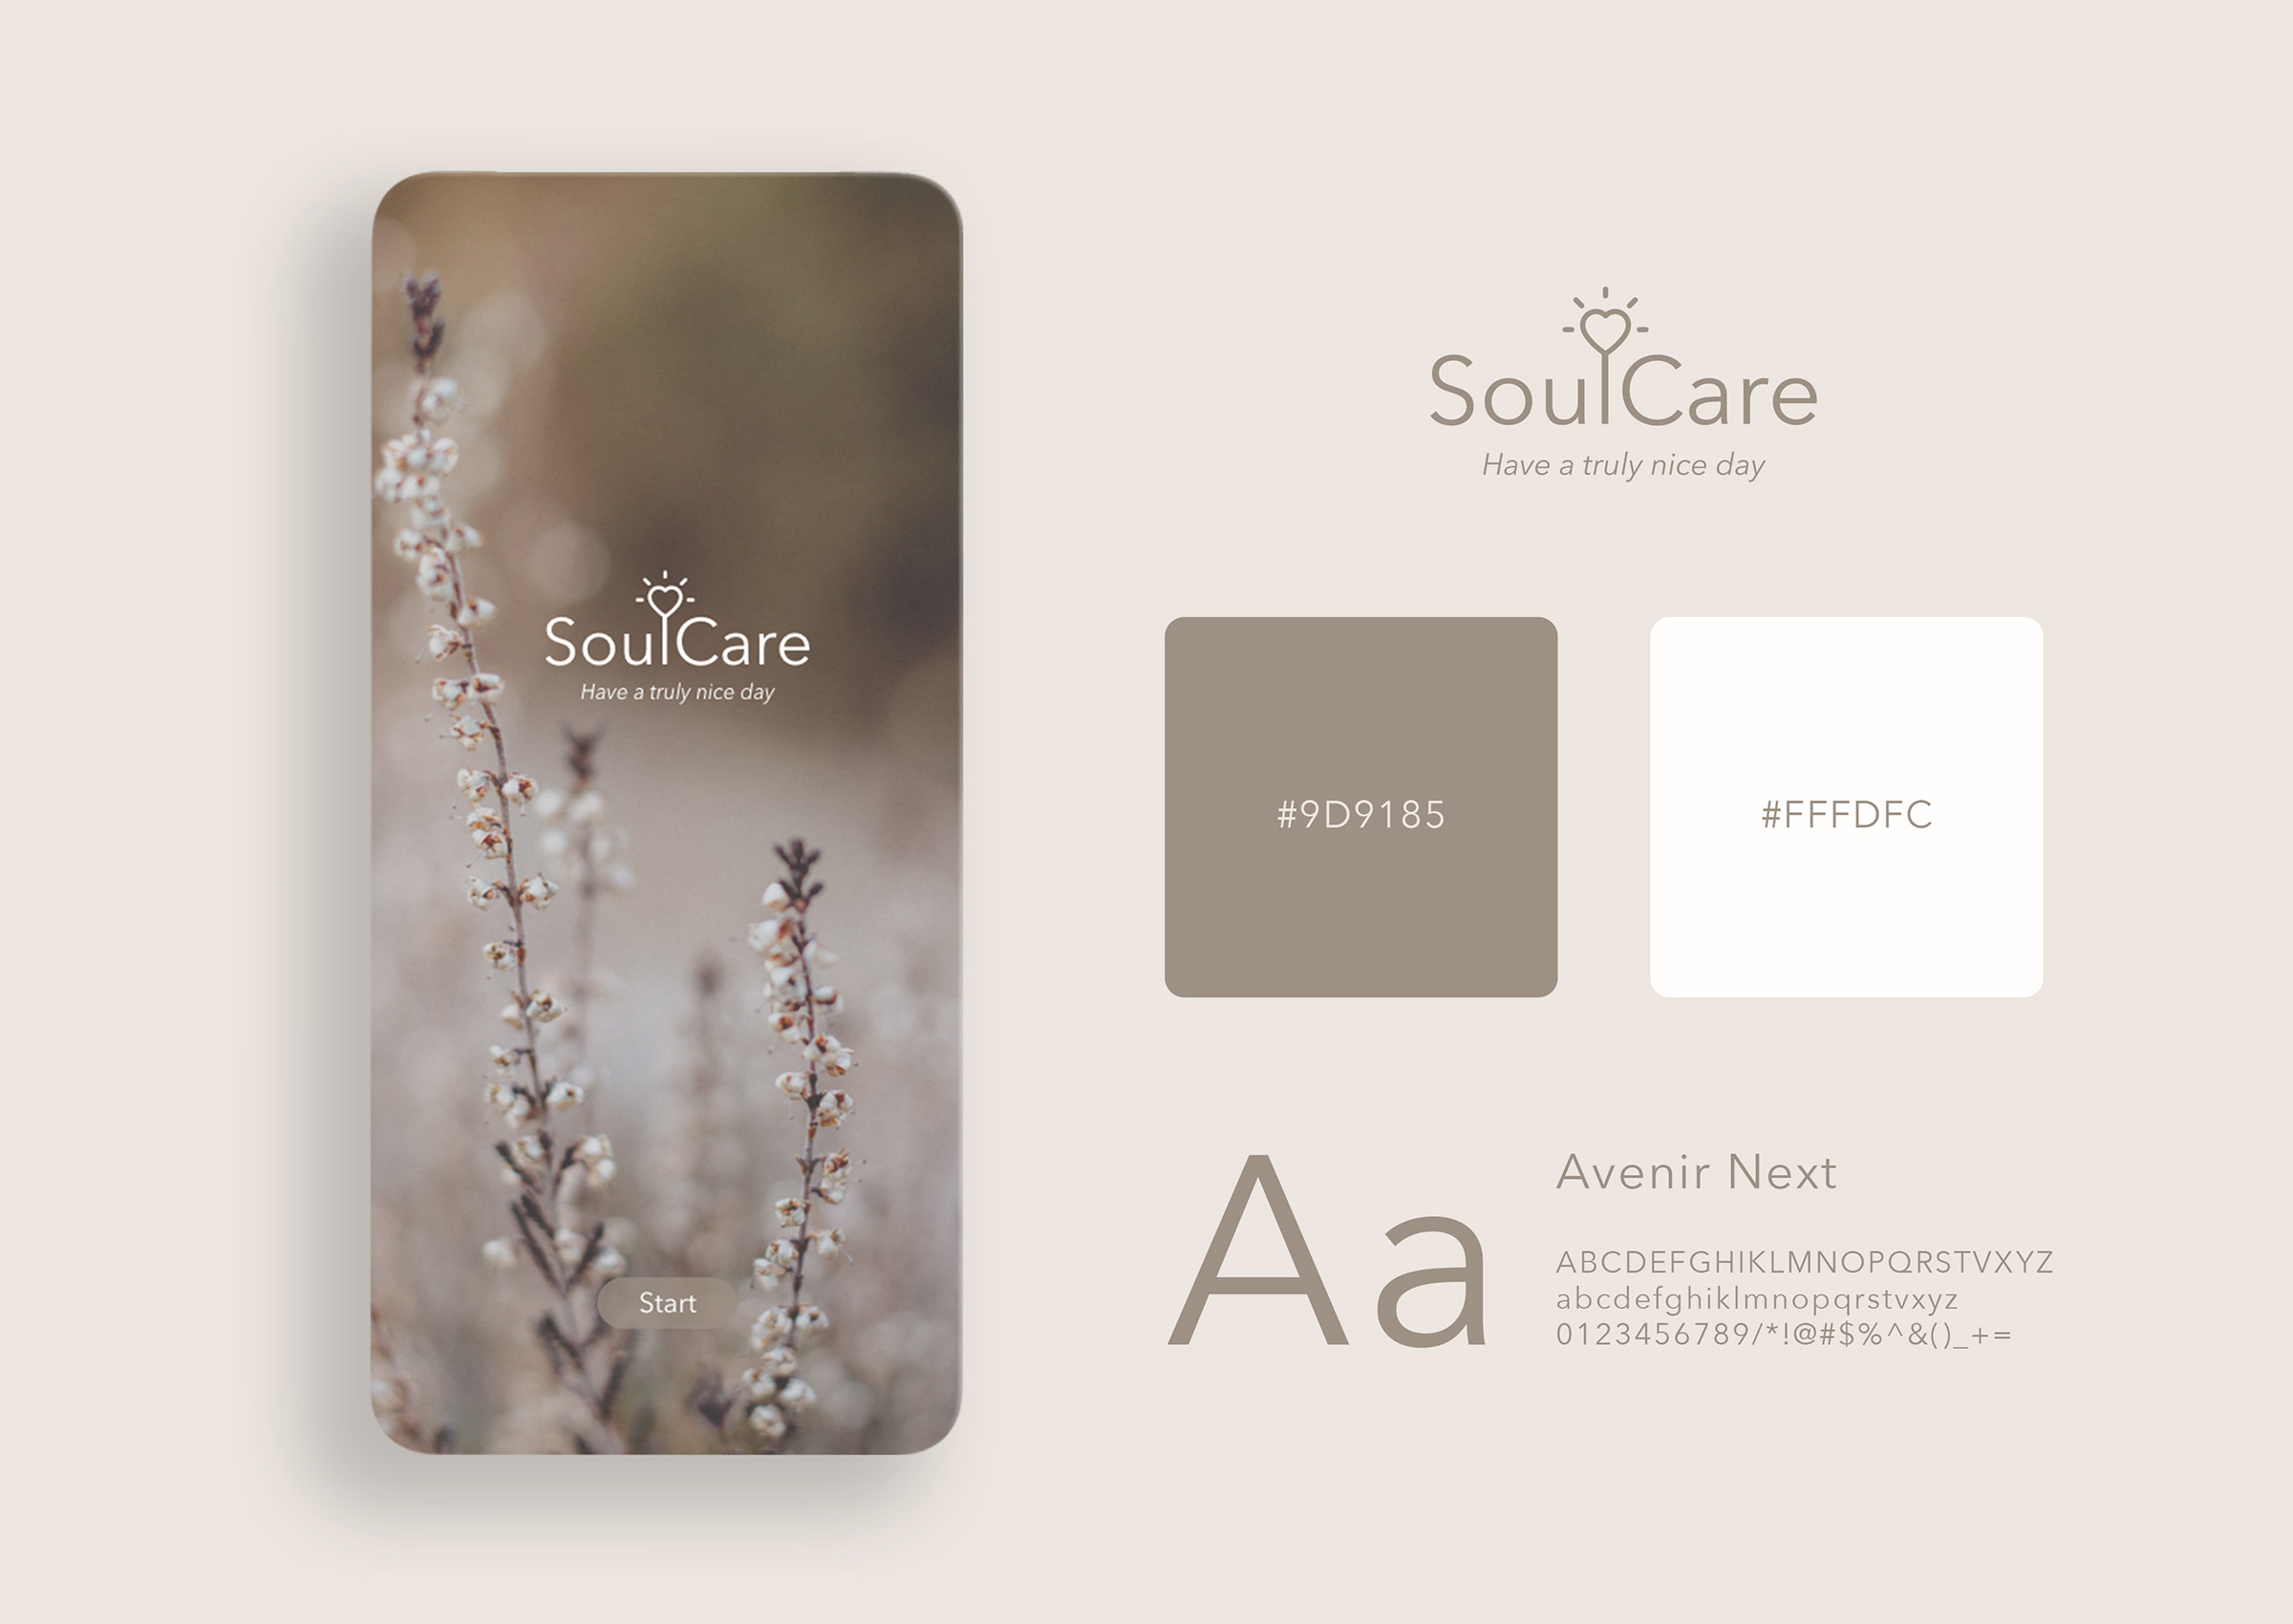 SoulCare
Have a truly nice day
Start
SoulCare
Have a truly nice day
#9D9185
#FFFDFC
Aa
Avenir Next
ABCDEFGHIKLMNOPQRSTVXYZ
abcdefghiklmnopqrstvxyz
0123456789/*!@#$%^&()_+=